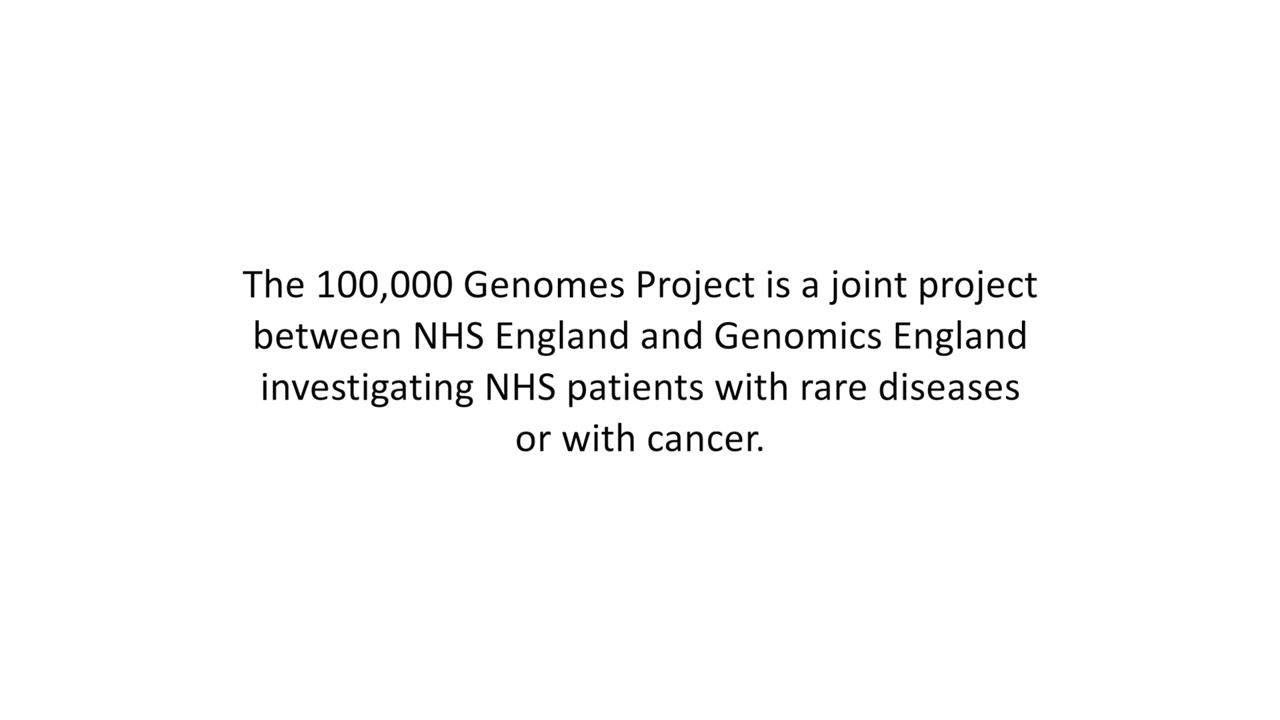 The 100,000 Genomes Project is a joint project
between NHS England and Genomics England
investigating NHS patients with rare diseases
or with cancer.